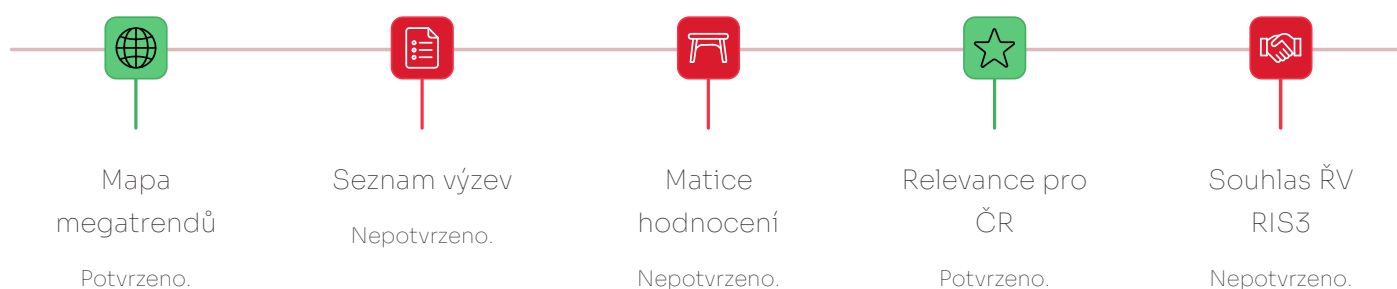 Mapa
megatrendů
Potvrzeno.
Seznam výzev
Nepotvrzeno.
Matice
hodnocení
Nepotvrzeno.
Relevance pro
ČR
Potvrzeno.
Souhlas ŘV
RIS3
Nepotvrzeno.